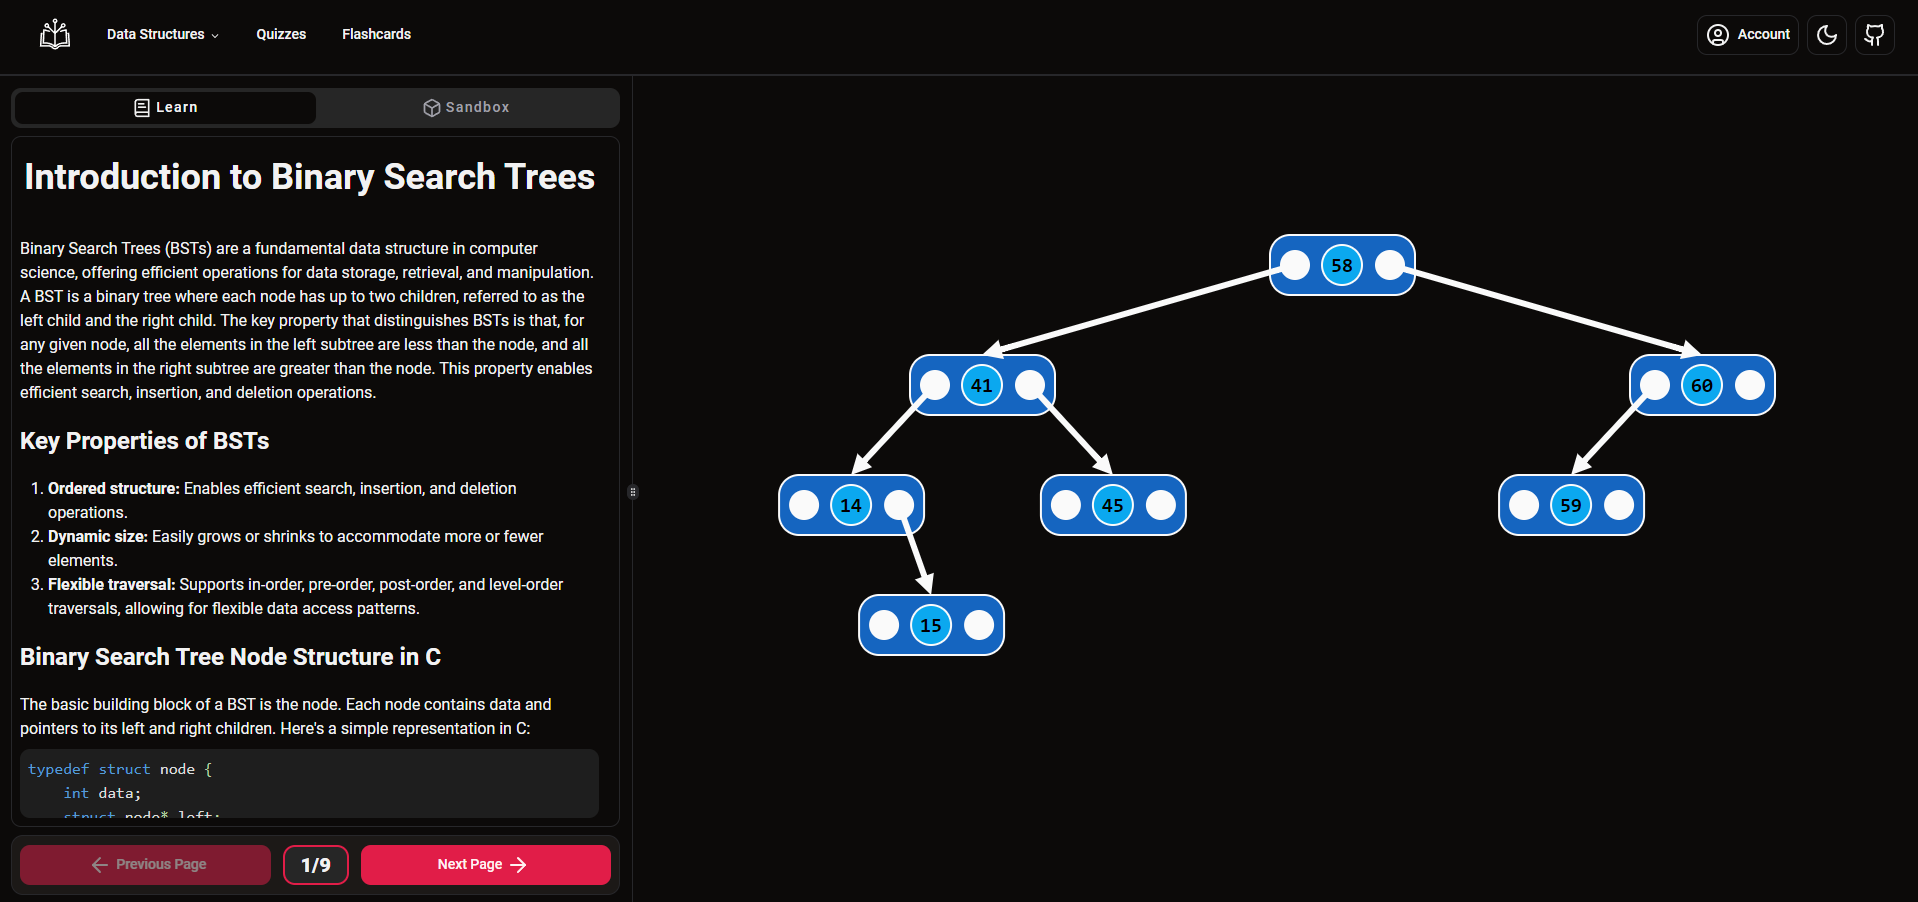 Data Structures
Quizzes
Flashcards
Account
Learn
Sandbox
Introduction to Binary Search Trees
Binary Search Trees (BSTs) are a fundamental data structure in computer
science, offering efficient operations for data storage, retrieval, and manipulation.
A BST is a binary tree where each node has up to two children, referred to as the
left child and the right child. The key property that distinguishes BSTs is that, for
any given node, all the elements in the left subtree are less than the node, and all
the elements in the right subtree are greater than the node. This property enables
efficient search, insertion, and deletion operations.
Key Properties of BSTs
1. Ordered structure: Enables efficient search, insertion, and deletion
operations.
2. Dynamic size: Easily grows or shrinks to accommodate more or fewer
elements.
3. Flexible traversal: Supports in-order, pre-order, post-order, and level-order
traversals, allowing for flexible data access patterns.
Binary Search Tree Node Structure in C
The basic building block of a BST is the node. Each node contains data and
pointers to its left and right children. Here's a simple representation in C:
typedef struct node {
int data;
struct node* left;
Previous Page
1/9
Next Page
58
41
60
14
45
59
15